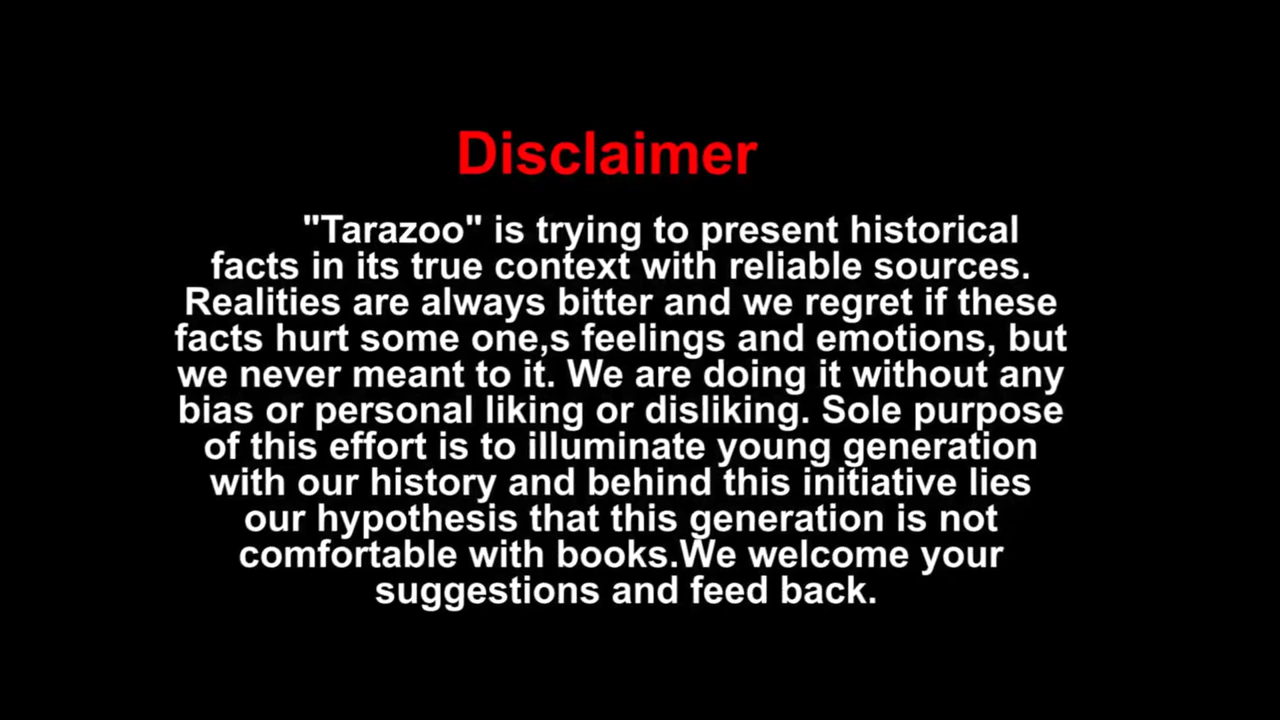 Disclaimer
"Tarazoo" is trying to present historical
facts in its true context with reliable sources.
Realities are always bitter and we regret if these
facts hurt some one,s feelings and emotions, but
we never meant to it. We are doing it without any
bias or personal liking or disliking. Sole purpose
of this effort is to illuminate young generation
with our history and behind this initiative lies
our hypothesis that this generation is not
comfortable with books.We welcome your
suggestions and feed back.